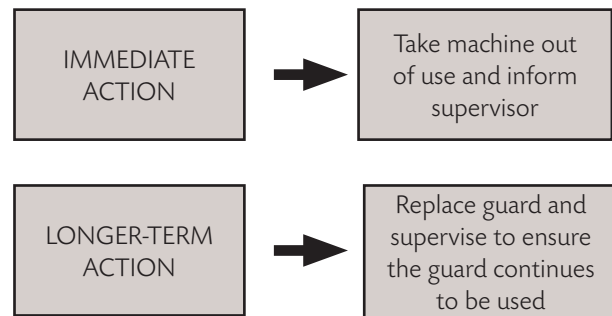 IMMEDIATE
ACTION
Take machine out
of use and inform
supervisor
LONGER-TERM
ACTION
Replace guard and
supervise to ensure
the guard continues
to be used